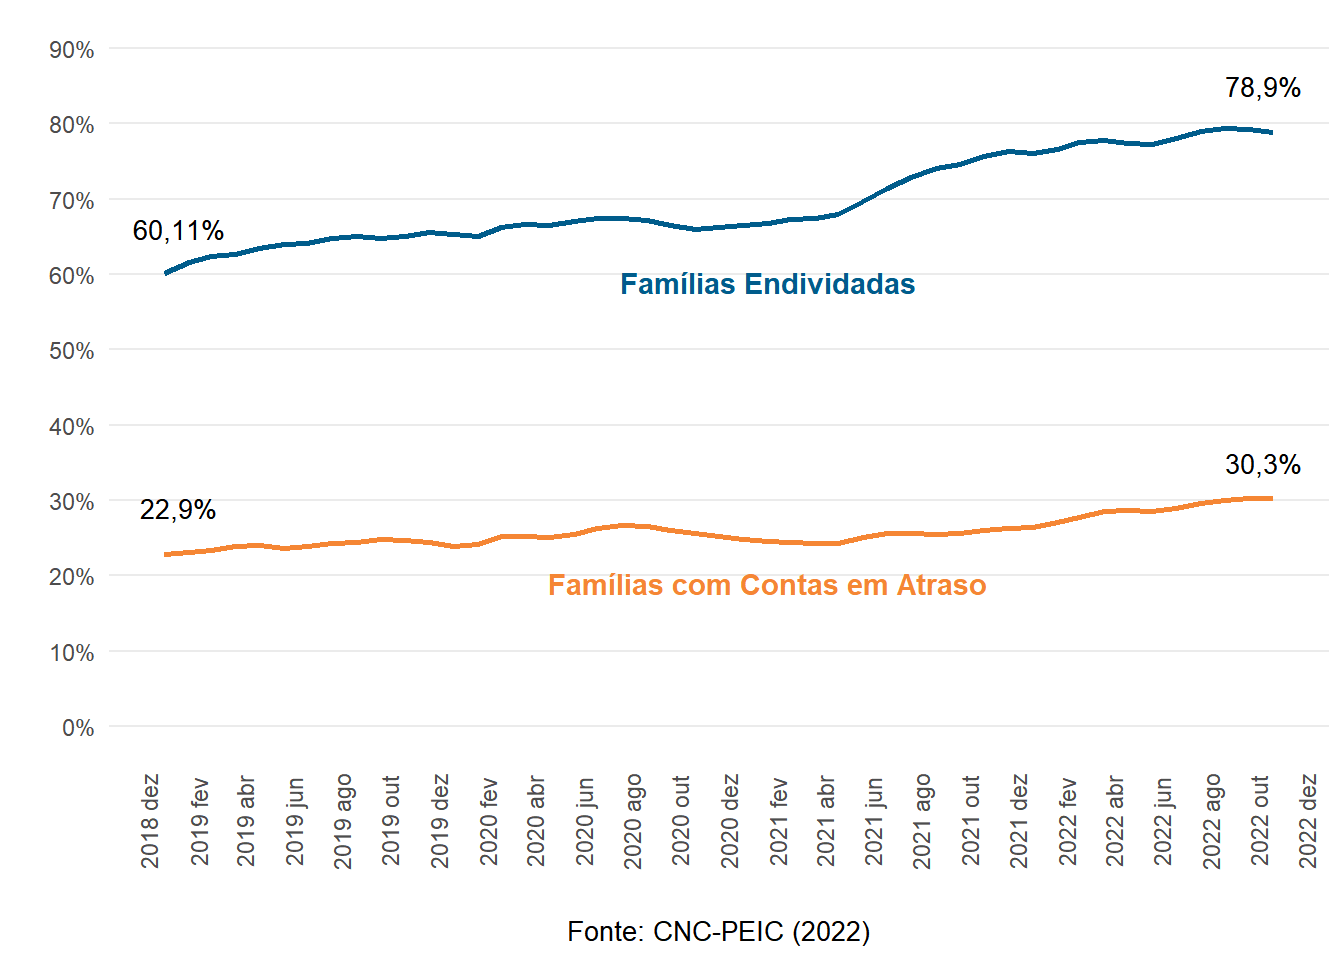 90%
78,9%
80%
70%
60,11%
60%
Famílias Endividadas
50%
40%
30,3%
30%
22,9%
20%
Famílias com Contas em Atraso
10%
0%
2018 dez
2019 fev
2019 abr
2019 jun
2019 ago
2019 out
2019 dez
2020 fev
2020 abr
2020 jun
2020 ago
2020 out
2020 dez
2021 fev
2021 abr
2021 jun
2021 ago
2021 out
2021 dez
2022 fev
2022 abr
2022 jun
2022 ago
2022 out
2022 dez
Fonte: CNC-PEIC (2022)